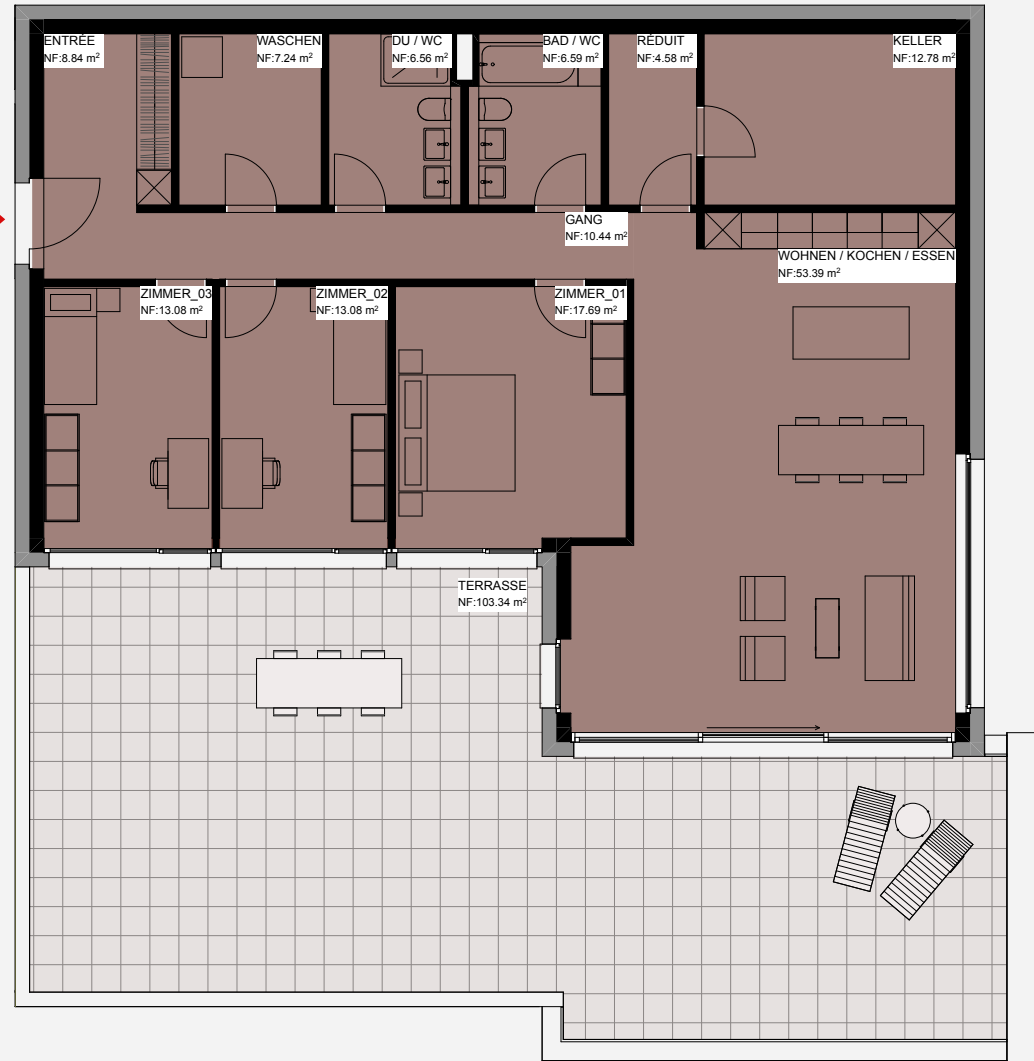 ENTRÉE
NF:8.84 m²
WASCHEN
NF:7.24 m²
DU / WC
NF:6.56 m²
BAD / WC
NF:6.59 m²
RÉDUIT
NF:4.58 m²
KELLER
NF:12.78 m²
GANG
NF:10.44 m²
WOHNEN / KOCHEN / ESSEN
NF:53.39 m²
ZIMMER_03
NF:13.08 m²
ZIMMER_02
NF:13.08 m²
ZIMMER_01
NF:17.69 m²
TERRASSE
NF:103.34 m²